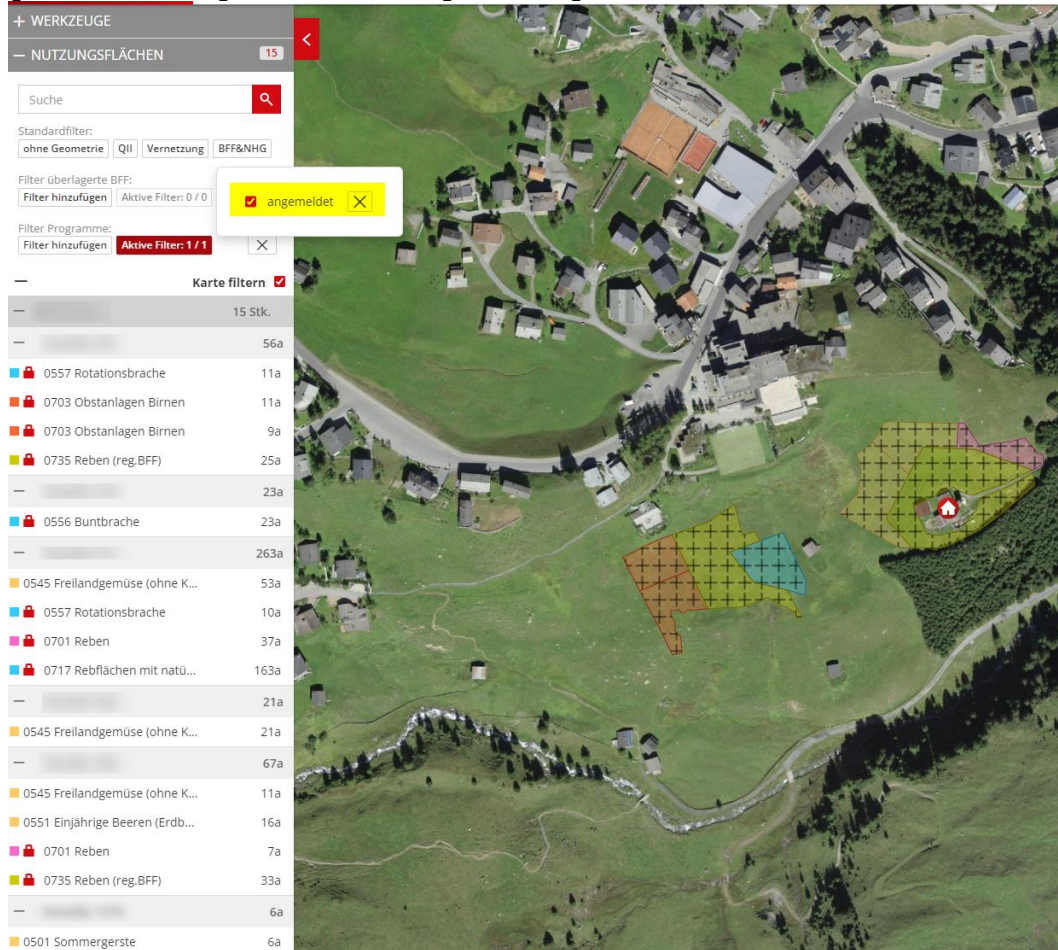 + WERKZEUGE
− NUTZUNGSFLÄCHEN 15
Suche
Standardfilter:
ohne Geometrie QII Vernetzung BFF&NHG
Filter überlagerte BFF:
Filter hinzufügen Aktive Filter: 0 / 0
angemeldet
Filter Programme:
Filter hinzufügen Aktive Filter: 1 / 1
Karte filtern
15 Stk.
56a
0557 Rotationsbrache 11a
0703 Obstanlagen Birnen 11a
0703 Obstanlagen Birnen 9a
0735 Reben (reg.BFF) 25a
23a
0556 Buntbrache 23a
263a
0545 Freilandgemüse (ohne K... 53a
0557 Rotationsbrache 10a
0701 Reben 37a
0717 Rebflächen mit natü... 163a
21a
0545 Freilandgemüse (ohne K... 21a
67a
0545 Freilandgemüse (ohne K... 11a
0551 Einjährige Beeren (Erdb... 16a
0701 Reben 7a
0735 Reben (reg.BFF) 33a
6a
0501 Sommergerste 6a